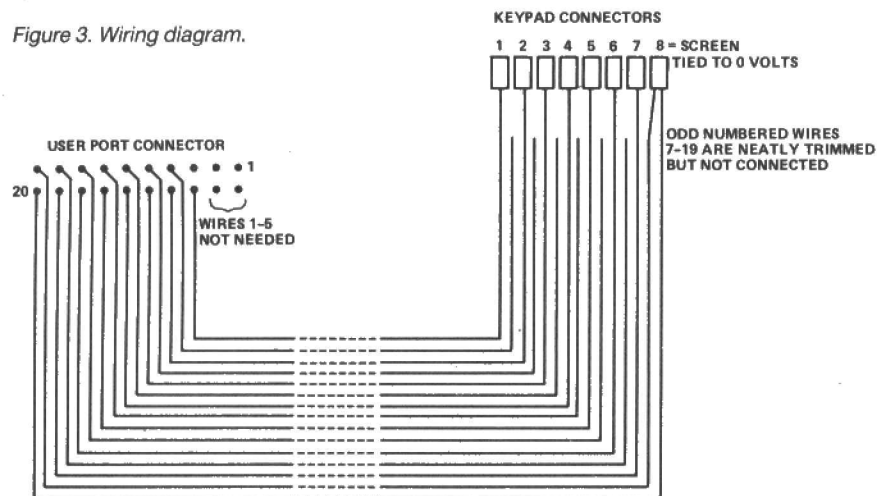 Figure 3. Wiring diagram.
KEYPAD CONNECTORS
1 2 3 4 5 6 7 8 = SCREEN
TIED TO 0 VOLTS
ODD NUMBERED WIRES
7-19 ARE NEATLY TRIMMED
BUT NOT CONNECTED
USER PORT CONNECTOR
1
20
WIRES 1-5
NOT NEEDED